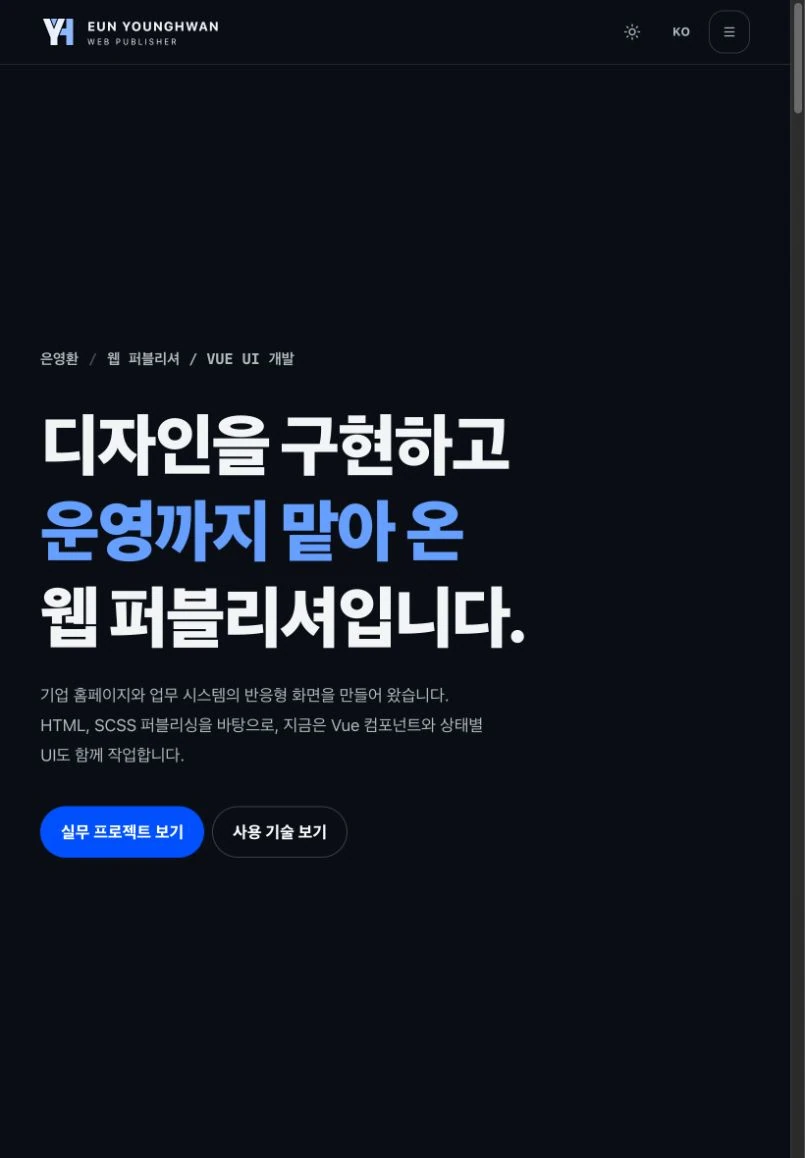 YH
EUN YOUNGHWAN
WEB PUBLISHER
KO
은영환 / 웹 퍼블리셔 / VUE UI 개발
디자인을 구현하고
운영까지 맡아 온
웹 퍼블리셔입니다.
기업 홈페이지와 업무 시스템의 반응형 화면을 만들어 왔습니다.
HTML, SCSS 퍼블리싱을 바탕으로, 지금은 Vue 컴포넌트와 상태별
UI도 함께 작업합니다.
실무 프로젝트 보기
사용 기술 보기